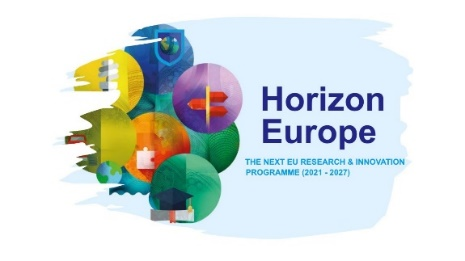 Horizon
Europe
THE NEXT EU RESEARCH & INNOVATION
PROGRAMME (2021 - 2027)